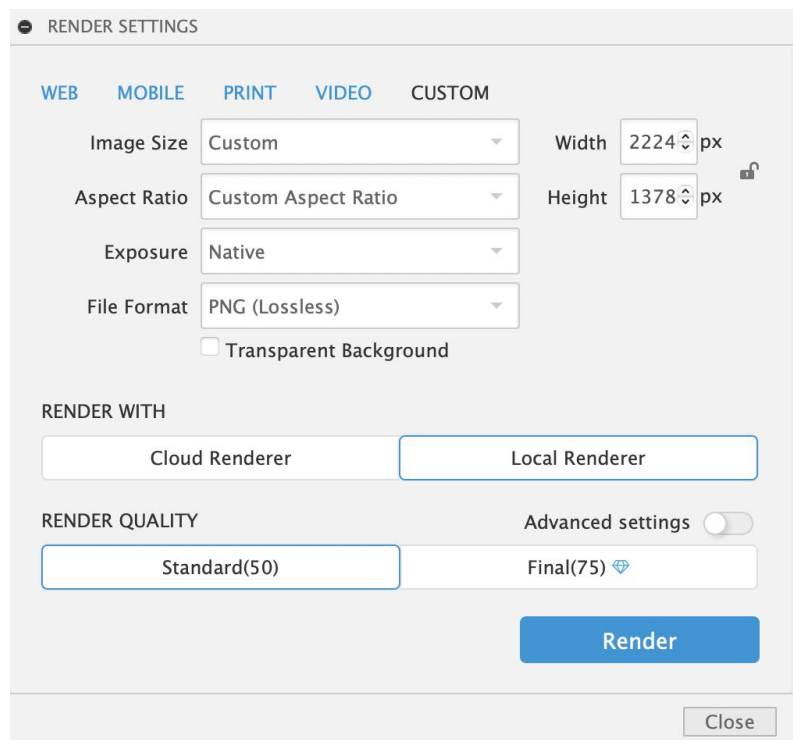 RENDER SETTINGS
WEB MOBILE PRINT VIDEO CUSTOM
Image Size Custom Width 2224 px
Aspect Ratio Custom Aspect Ratio Height 1378 px
Exposure Native
File Format PNG (Lossless)
Transparent Background
RENDER WITH
Cloud Renderer Local Renderer
RENDER QUALITY Advanced settings
Standard(50) Final(75)
Render
Close